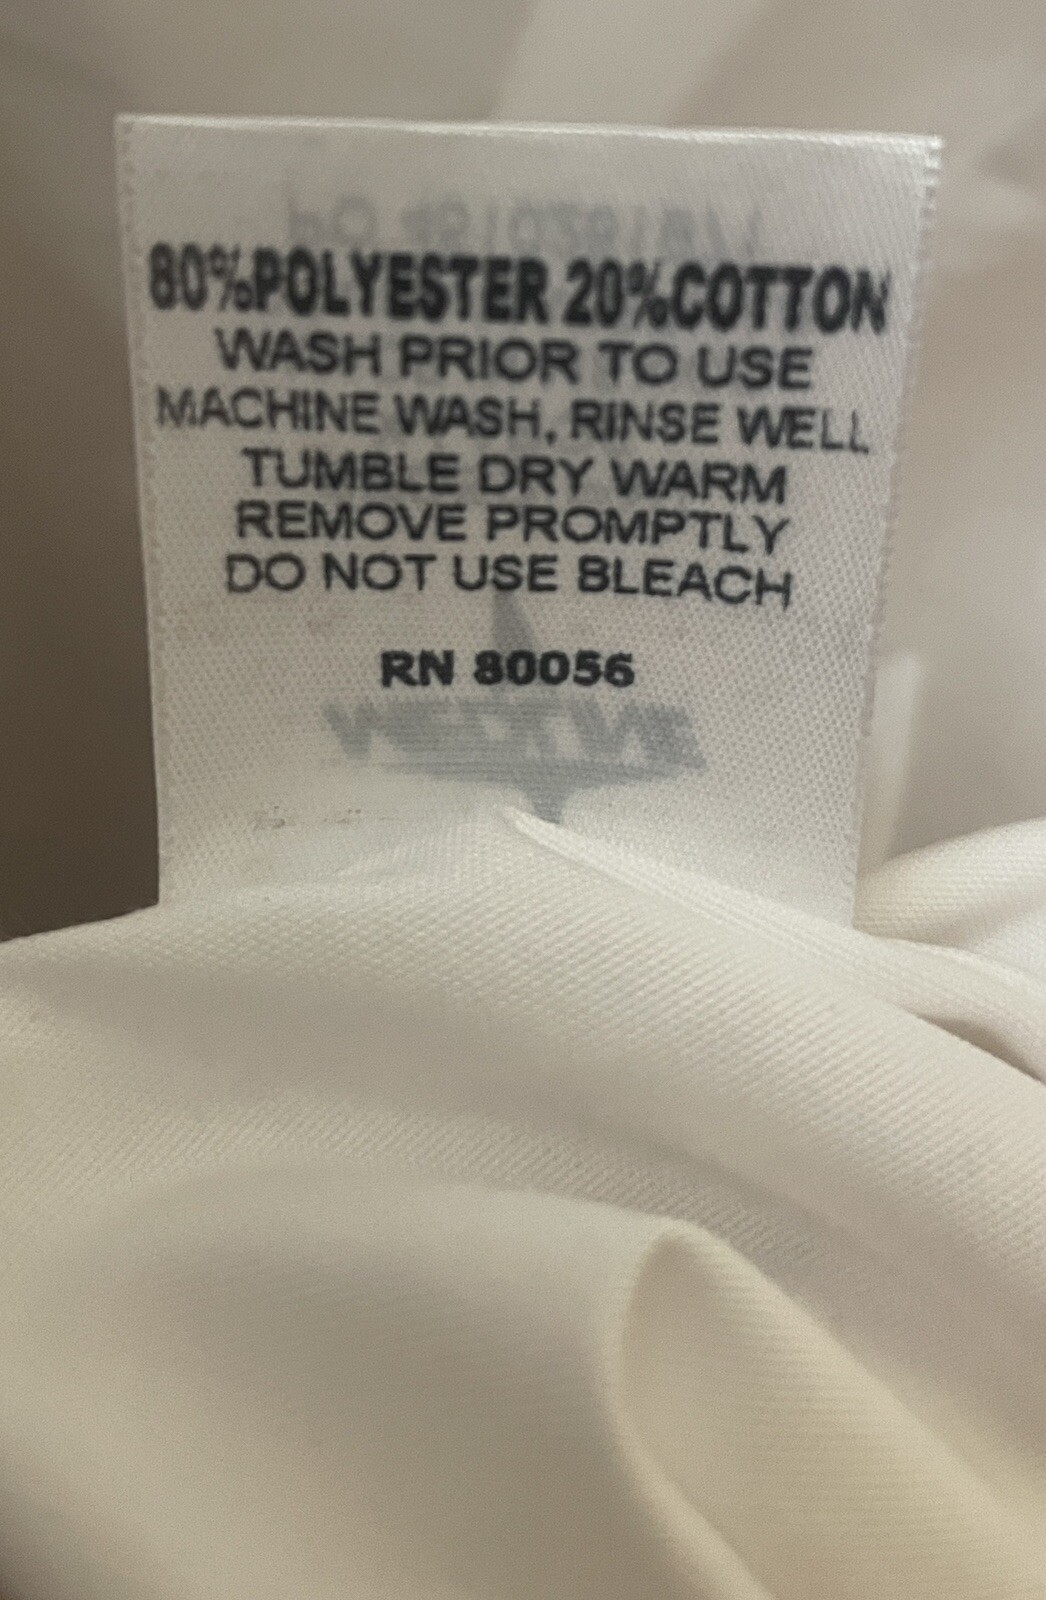 80%POLYESTER 20%COTTON
WASH PRIOR TO USE
MACHINE WASH, RINSE WELL
TUMBLE DRY WARM
REMOVE PROMPTLY
DO NOT USE BLEACH
RN 80056